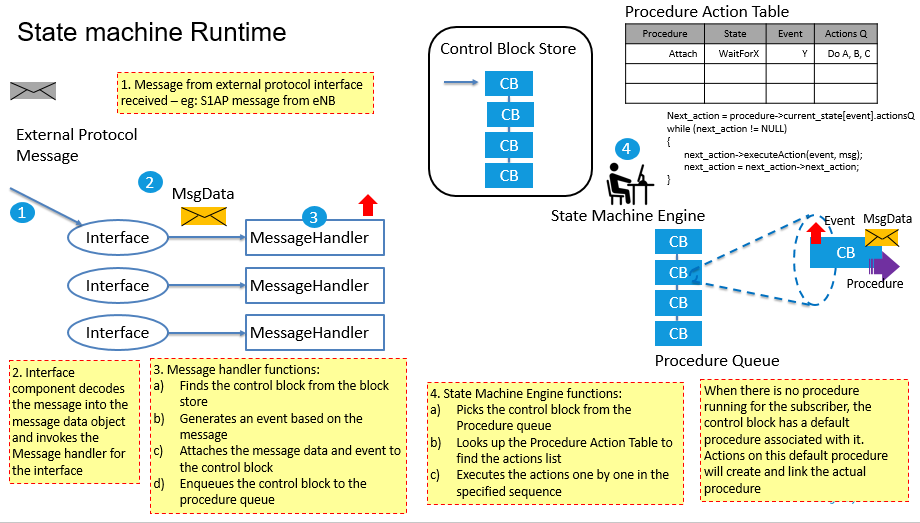 State machine Runtime
1. Message from external protocol interface
received – eg: S1AP message from eNB
External Protocol
Message
1
2
MsgData
3
Interface
MessageHandler
Interface
MessageHandler
Interface
MessageHandler
Control Block Store
CB
CB
CB
CB
Procedure Action Table
Procedure State Event Actions Q
Attach WaitForX Y Do A, B, C
Next_action = procedure->current_state[event].actionsQ
while (next_action != NULL)
{
next_action->executeAction(event, msg);
next_action = next_action->next_action;
}
4
State Machine Engine
CB
CB
CB
CB
Procedure Queue
Event
MsgData
CB
Procedure
2. Interface
component decodes
the message into the
message data object
and invokes the
Message handler for
the interface
3. Message handler functions:
a) Finds the control block from the block
store
b) Generates an event based on the
message
c) Attaches the message data and event to
the control block
d) Enqueues the control block to the
procedure queue
4. State Machine Engine functions:
a) Picks the control block from the
Procedure queue
b) Looks up the Procedure Action Table to
find the actions list
c) Executes the actions one by one in the
specified sequence
When there is no procedure
running for the subscriber, the
control block has a default
procedure associated with it.
Actions on this default procedure
will create and link the actual
procedure